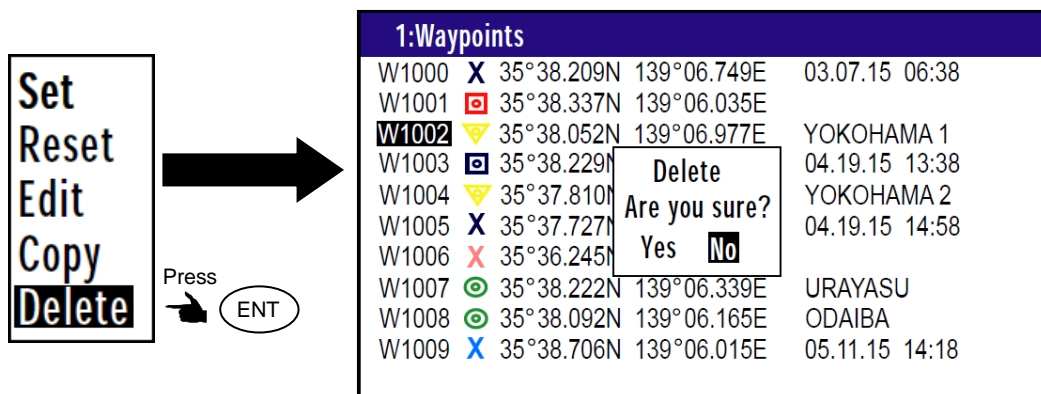 Set
Reset
Edit
Copy
Delete
Press
ENT
1:Waypoints
W1000 X 35°38.209N 139°06.749E 03.07.15 06:38
W1001 35°38.337N 139°06.035E
W1002 35°38.052N 139°06.977E YOKOHAMA 1
W1003 35°38.229N 04.19.15 13:38
W1004 35°37.810N YOKOHAMA 2
W1005 X 35°37.727N 04.19.15 14:58
W1006 X 35°36.245N
W1007 35°38.222N 139°06.339E URAYASU
W1008 35°38.092N 139°06.165E ODAIBA
W1009 X 35°38.706N 139°06.015E 05.11.15 14:18
Delete
Are you sure?
Yes No